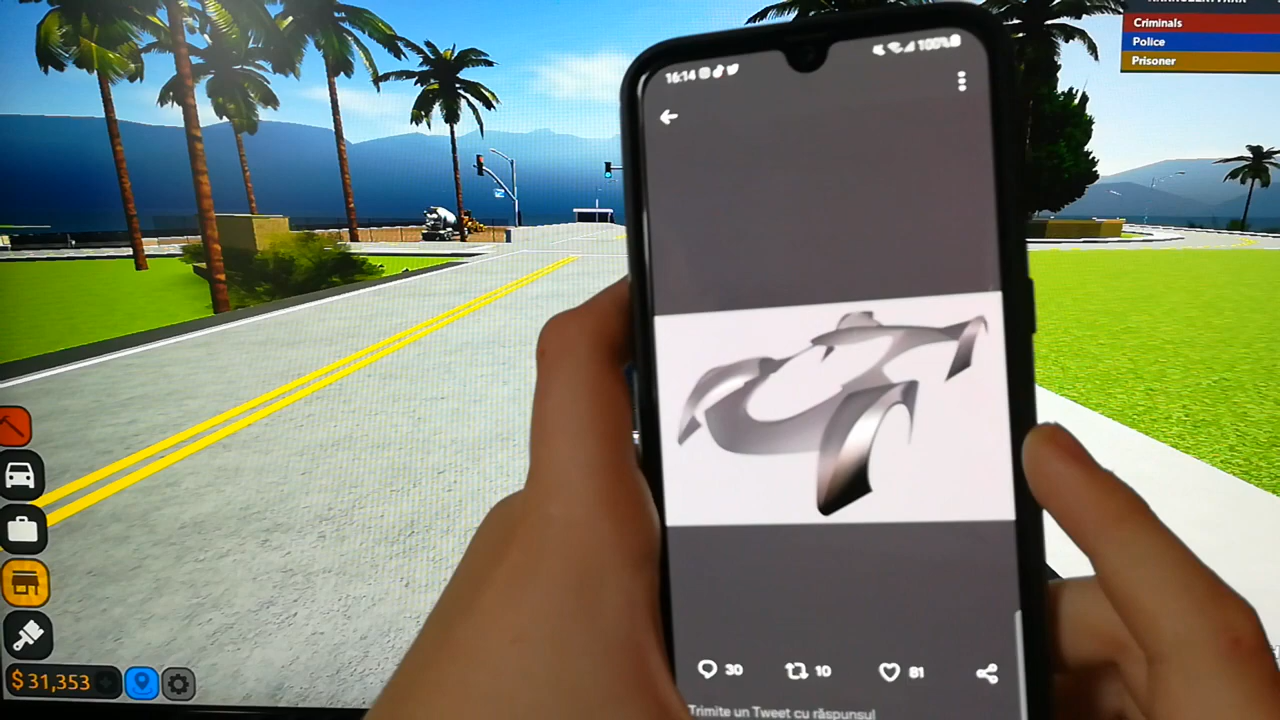 Criminals
Police
Prisoner
16:14
100%
$31,353
30
10
81
Trimite un Tweet cu răspunsul